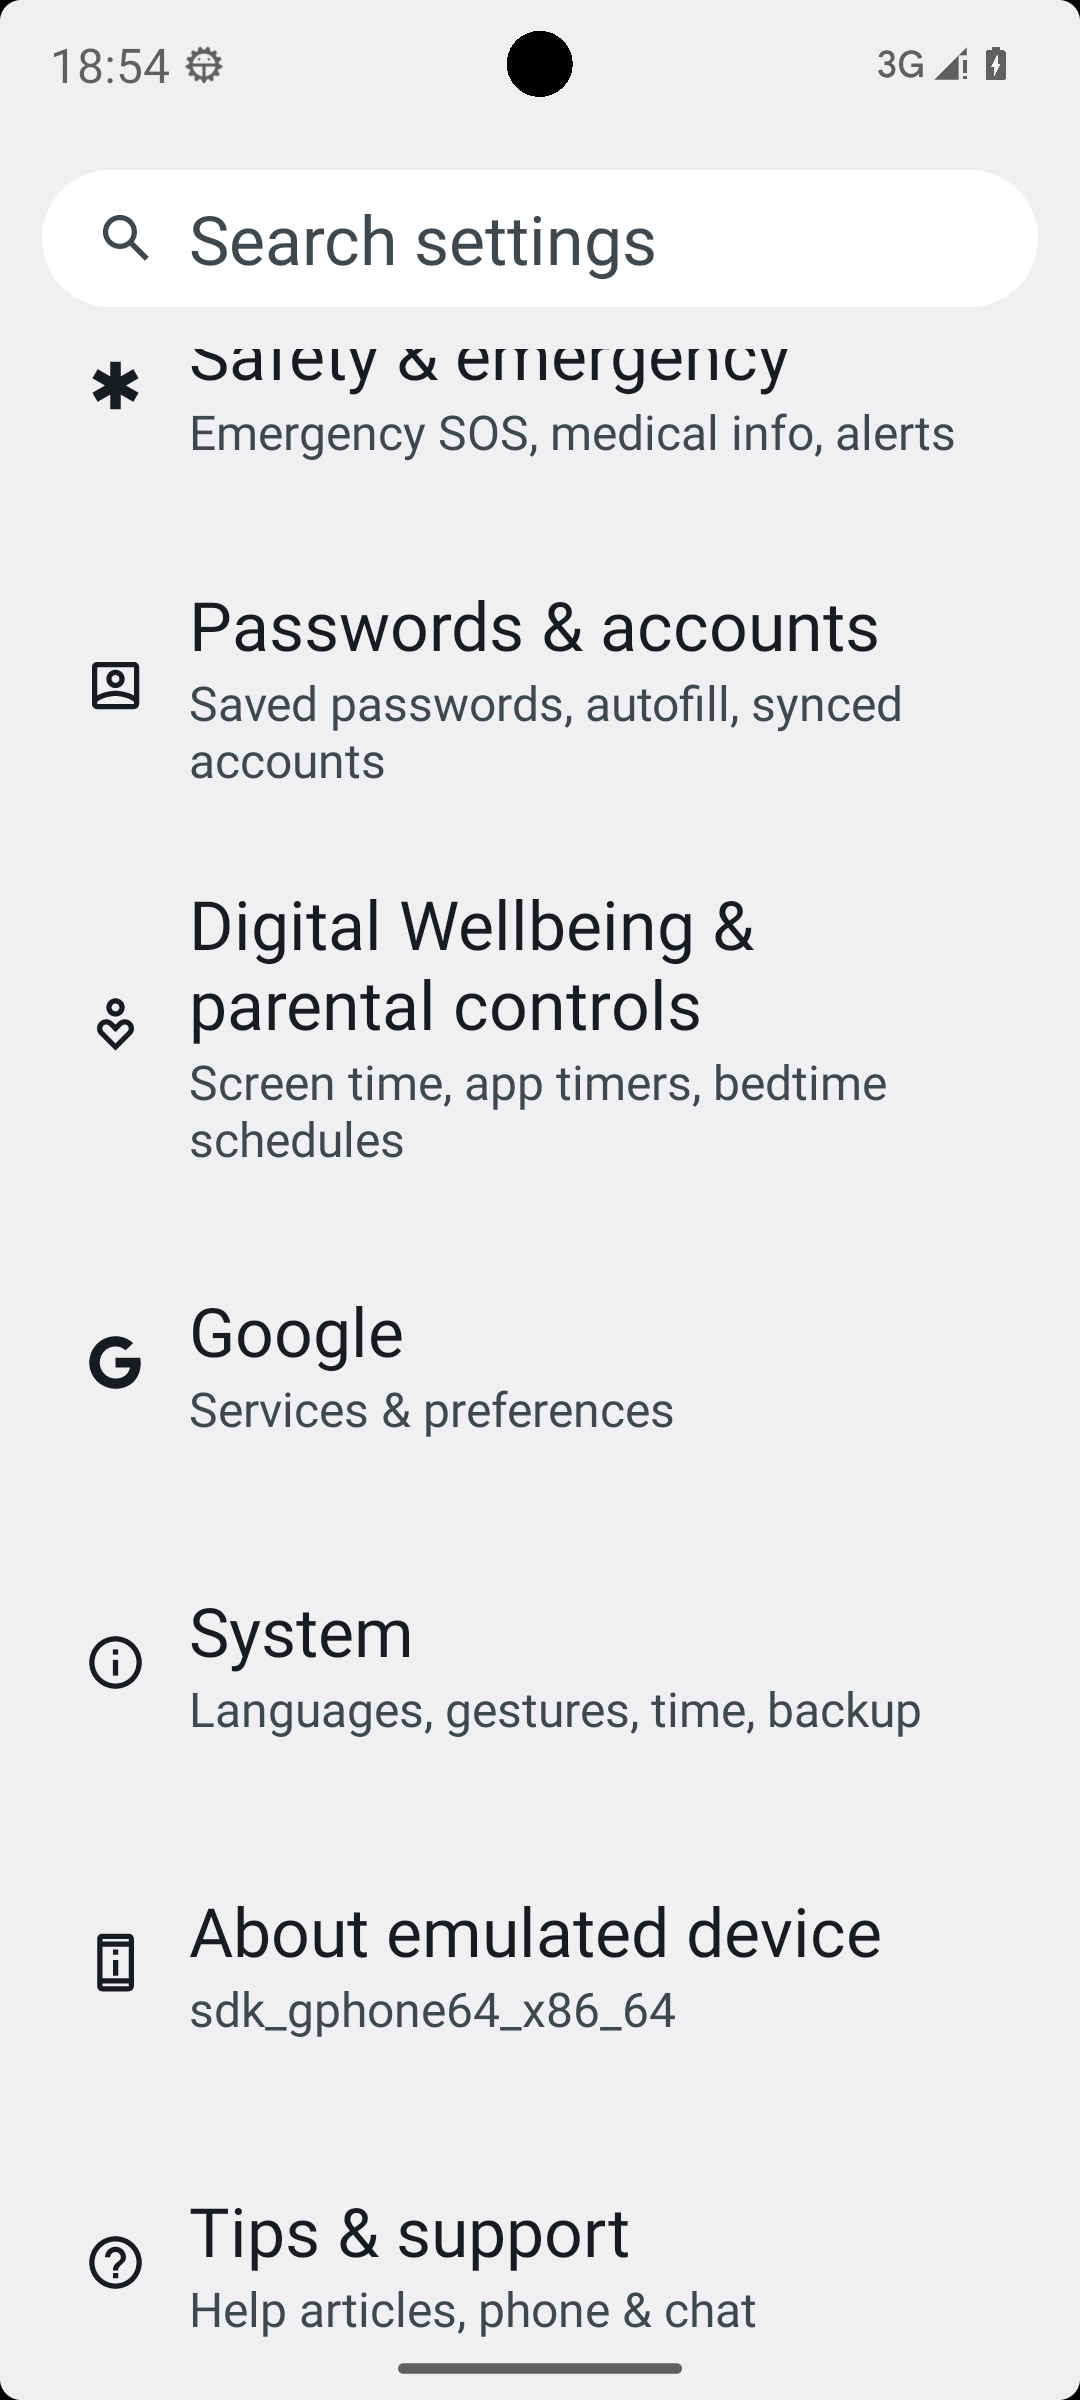 18:54
3G
Search settings
Safety & emergency
Emergency SOS, medical info, alerts
Passwords & accounts
Saved passwords, autofill, synced
accounts
Digital Wellbeing &
parental controls
Screen time, app timers, bedtime
schedules
Google
Services & preferences
System
Languages, gestures, time, backup
About emulated device
sdk_gphone64_x86_64
Tips & support
Help articles, phone & chat